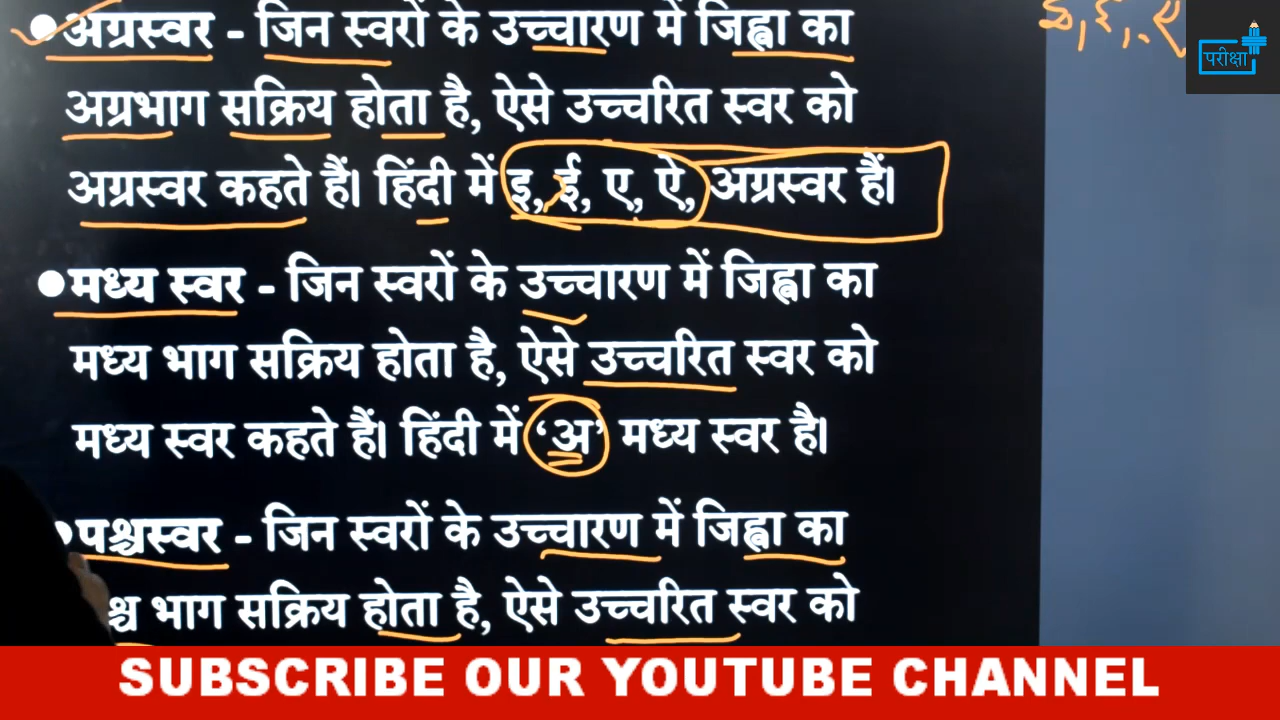 अग्रस्वर - जिन स्वरों के उच्चारण में जिह्वा का
अग्रभाग सक्रिय होता है, ऐसे उच्चरित स्वर को
अग्रस्वर कहते हैं। हिंदी में इ, ई, ए, ऐ, अग्रस्वर हैं।
मध्य स्वर - जिन स्वरों के उच्चारण में जिह्वा का
मध्य भाग सक्रिय होता है, ऐसे उच्चरित स्वर को
मध्य स्वर कहते हैं। हिंदी में ‘अ’ मध्य स्वर है।
पश्चस्वर - जिन स्वरों के उच्चारण में जिह्वा का
श्च भाग सक्रिय होता है, ऐसे उच्चरित स्वर को
परीक्षा
SUBSCRIBE OUR YOUTUBE CHANNEL